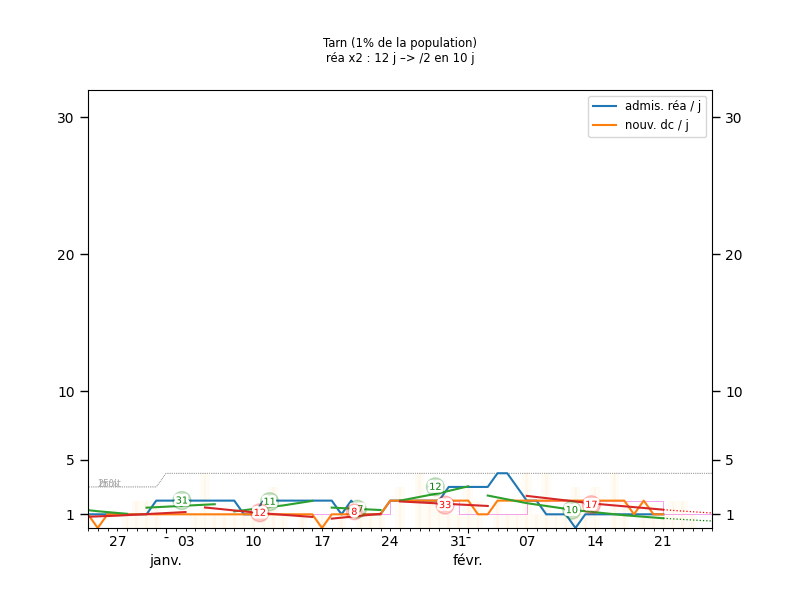 Tarn (1% de la population)
réa x2 : 12 j –> /2 en 10 j
admis. réa / j
nouv. dc / j
30 30
20 20
10 10
5 5
1 1
31 12 11 8 7 12 33 10 17
27 03 10 17 24 31 07 14 21
janv. févr.